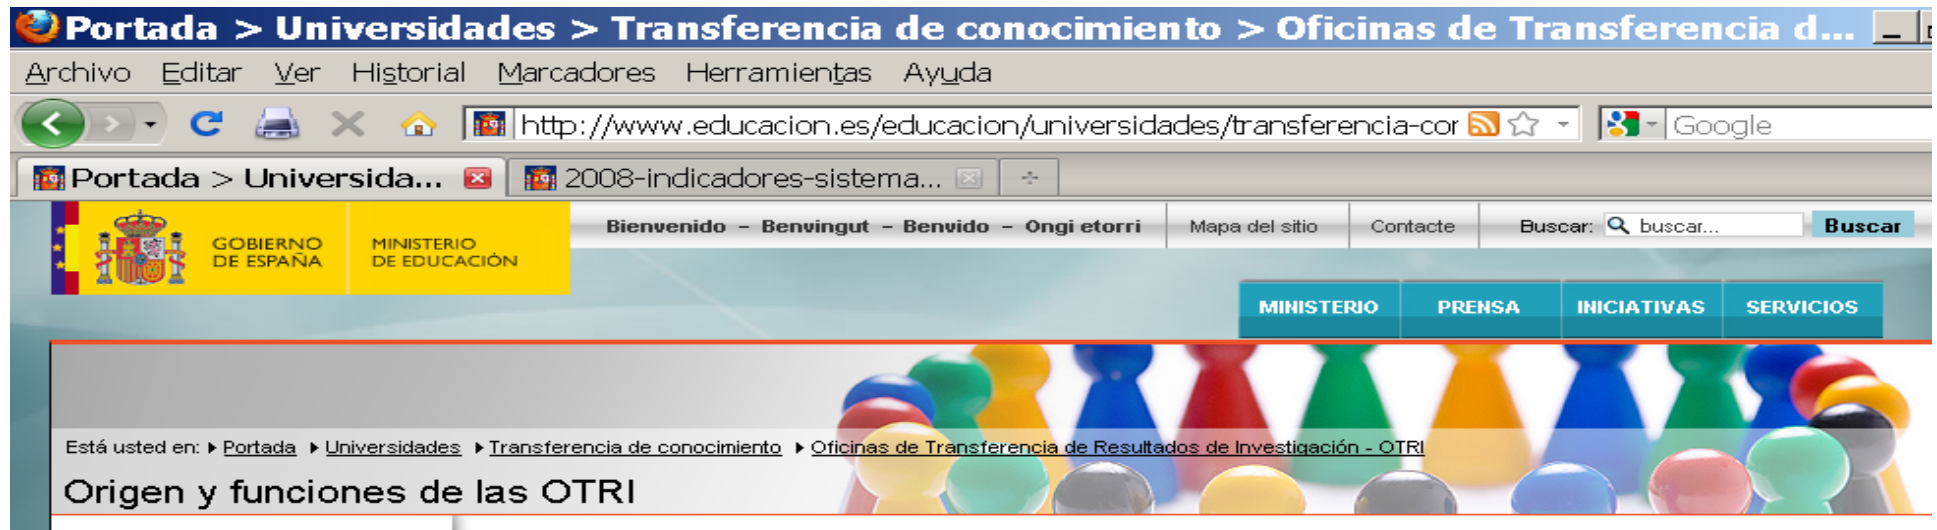 Portada > Universidades > Transferencia de conocimiento > Oficinas de Transferencia d...
Archivo Editar Ver Historial Marcadores Herramientas Ayuda
http://www.educacion.es/educacion/universidades/transferencia-cor Google
Portada > Universida... 2008-indicadores-sistema...
Bienvenido - Benvingut - Benvido - Ongi etorri Mapa del sitio Contacte Buscar: buscar... Buscar
GOBIERNO DE ESPAÑA
MINISTERIO DE EDUCACIÓN
MINISTERIO PRENSA INICIATIVAS SERVICIOS
Está usted en: Portada Universidades Transferencia de conocimiento Oficinas de Transferencia de Resultados de Investigación - OTRI
Origen y funciones de las OTRI